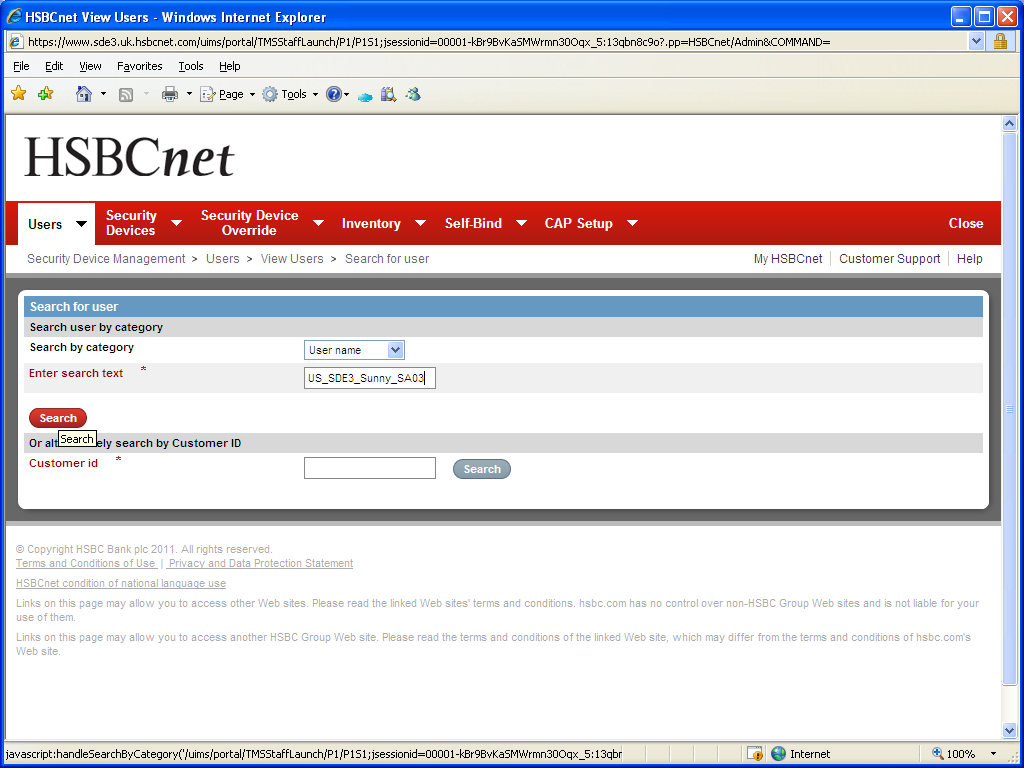 HSBCnet View Users - Windows Internet Explorer
https://www.sde3.uk.hsbcnet.com/uims/portal/TMSStaffLaunch/P1/P1S1;jsessionid=00001-kBr9BvKaSMWrmn30Oqx_5:13qbn8c9o?.pp=HSBCnet/Admin&COMMAND=
File Edit View Favorites Tools Help
Page Tools
HSBCnet
Users Security Devices Security Device Override Inventory Self-Bind CAP Setup Close
Security Device Management > Users > View Users > Search for user My HSBCnet Customer Support Help
Search for user
Search user by category
Search by category User name
Enter search text * US_SDE3_Sunny_SA03
Search
Search
Or alt ely search by Customer ID
Customer id * Search
© Copyright HSBC Bank plc 2011. All rights reserved.
Terms and Conditions of Use | Privacy and Data Protection Statement
HSBCnet condition of national language use
Links on this page may allow you to access other Web sites. Please read the linked Web sites' terms and conditions. hsbc.com has no control over non-HSBC Group Web sites and is not liable for your
use of them.
Links on this page may allow you to access another HSBC Group Web site. Please read the terms and conditions of the linked Web site, which may differ from the terms and conditions of hsbc.com's
Web site.
javascript:handleSearchByCategory('/uims/portal/TMSStaffLaunch/P1/P1S1;jsessionid=00001-kBr9BvKaSMWrmn30Oqx_5:13qbr Internet 100%